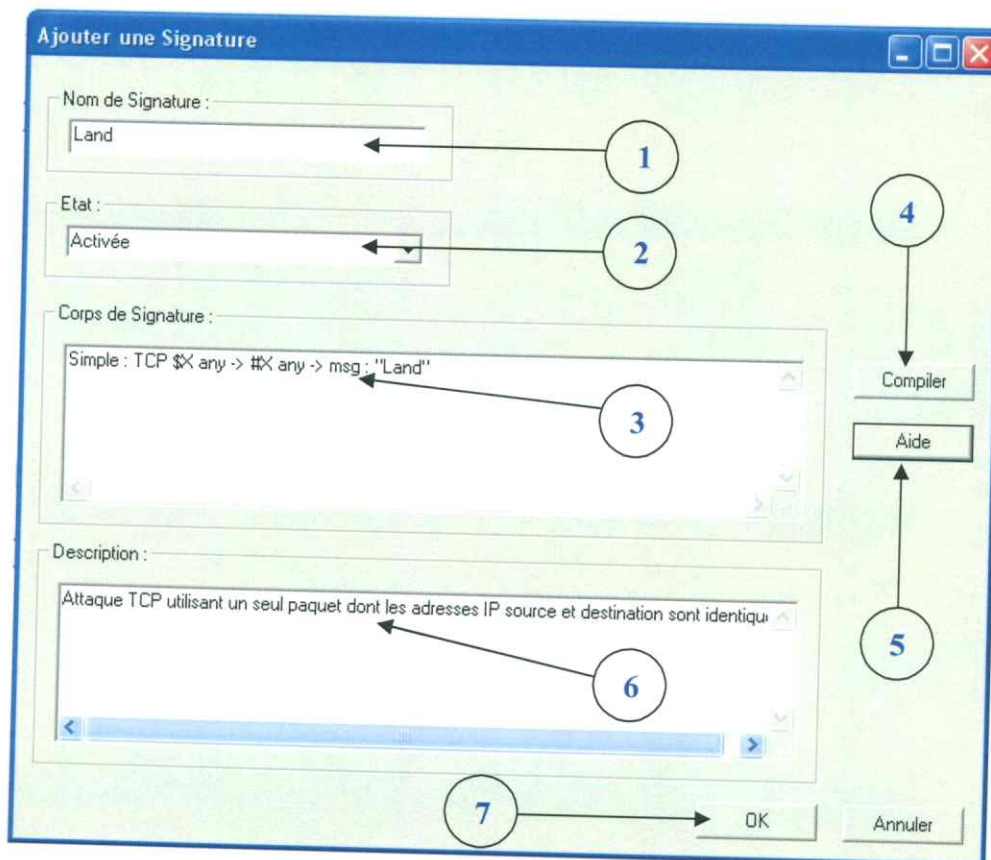 Ajouter une Signature
Nom de Signature :
Land
1
Etat :
Activée
2
4
Corps de Signature :
Simple : TCP $X any -> #X any -> msg : "Land"
3
Compiler
Aide
Description :
Attaque TCP utilisant un seul paquet dont les adresses IP source et destination sont identiqu
5
6
7
OK
Annuler